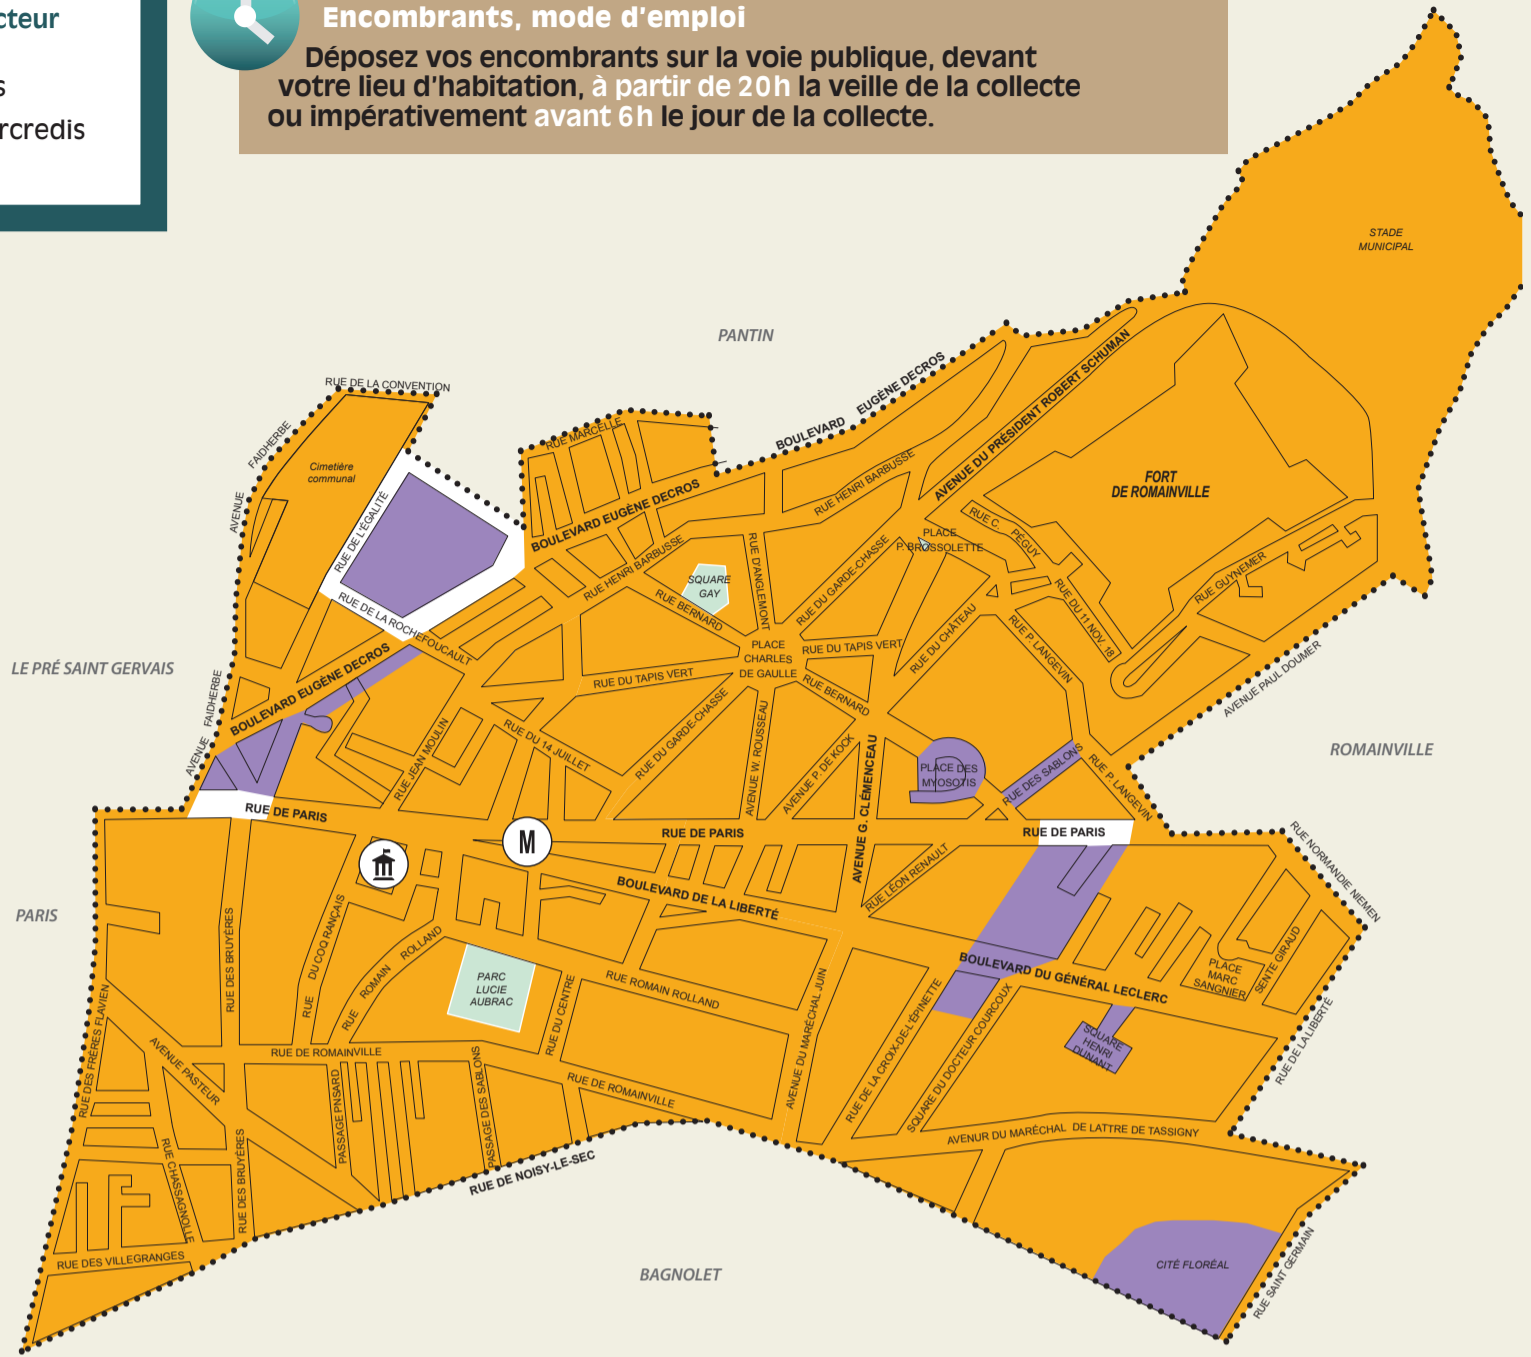 cteur
s
rcredis
Encombrants, mode d'emploi
Déposez vos encombrants sur la voie publique, devant
votre lieu d'habitation, à partir de 20h la veille de la collecte
ou impérativement avant 6h le jour de la collecte.
STADE
MUNICIPAL
PANTIN
RUE DE LA CONVENTION
AVENUE FAIDHERBE
Cimetière
communal
RUE DE L'ÉGALITÉ
RUE MARCELLE
BOULEVARD EUGÈNE DECROS
BOULEVARD EUGÈNE DECROS
RUE HENRI BARBUSSE
AVENUE DU PRÉSIDENT ROBERT SCHUMAN
FORT
DE ROMAINVILLE
RUE C. PÉGUY
PLACE
P. BROSSOLETTE
RUE HENRI BARBUSSE
RUE D'ANGLEMONT
RUE DU GARDE-CHASSE
SQUARE
GAY
RUE BERNARD
RUE GUYNEMER
RUE DU 11 NOV. 18
RUE DE LA ROCHEFOUCAULT
RUE DU CHÂTEAU
RUE P. LANGEVIN
PLACE
CHARLES
DE GAULLE
RUE DU TAPIS VERT
RUE DU TAPIS VERT
LE PRÉ SAINT GERVAIS
BOULEVARD EUGÈNE DECROS
AVENUE FAIDHERBE
AVENUE PAUL DOUMER
RUE BERNARD
RUE DU GARDE-CHASSE
RUE JEAN MOULIN
RUE DU 14 JUILLET
AVENUE W. ROUSSEAU
AVENUE P. DE KOCK
AVENUE G. CLÉMENCEAU
PLACE DES
MYOSOTIS
RUE DES SABLONS
RUE P. LANGEVIN
ROMAINVILLE
RUE DE PARIS
M
RUE DE PARIS
RUE DE PARIS
RUE NORMANDIE NIEMEN
RUE LÉON RENAULT
BOULEVARD DE LA LIBERTÉ
PARIS
RUE DES BRUYÈRES
RUE DU COQ RANÇAIS
RUE ROMAIN ROLLAND
PARC
LUCIE
AUBRAC
RUE DU CENTRE
RUE ROMAIN ROLLAND
AVENUE DU MARÉCHAL JUIN
BOULEVARD DU GÉNÉRAL LECLERC
PLACE
MARC
SANGNIER
SENTE GIRAUD
RUE DE LA LIBERTÉ
RUE DES FRÈRES FLAVIEN
AVENUE PASTEUR
RUE DE ROMAINVILLE
RUE DE ROMAINVILLE
RUE DE LA CROIX-DE-L'ÉPINETTE
SQUARE DU DOCTEUR COURCOUX
SQUARE
HENRI
DUNANT
PASSAGE PNSARD
PASSAGE DES SABLONS
RUE CHASSAGNOLLE
RUE DES BRUYÈRES
RUE DE NOISY-LE-SEC
AVENUR DU MARÉCHAL DE LATTRE DE TASSIGNY
RUE DES VILLEGRANGES
BAGNOLET
CITÉ FLORÉAL
RUE SAINT GERMAIN